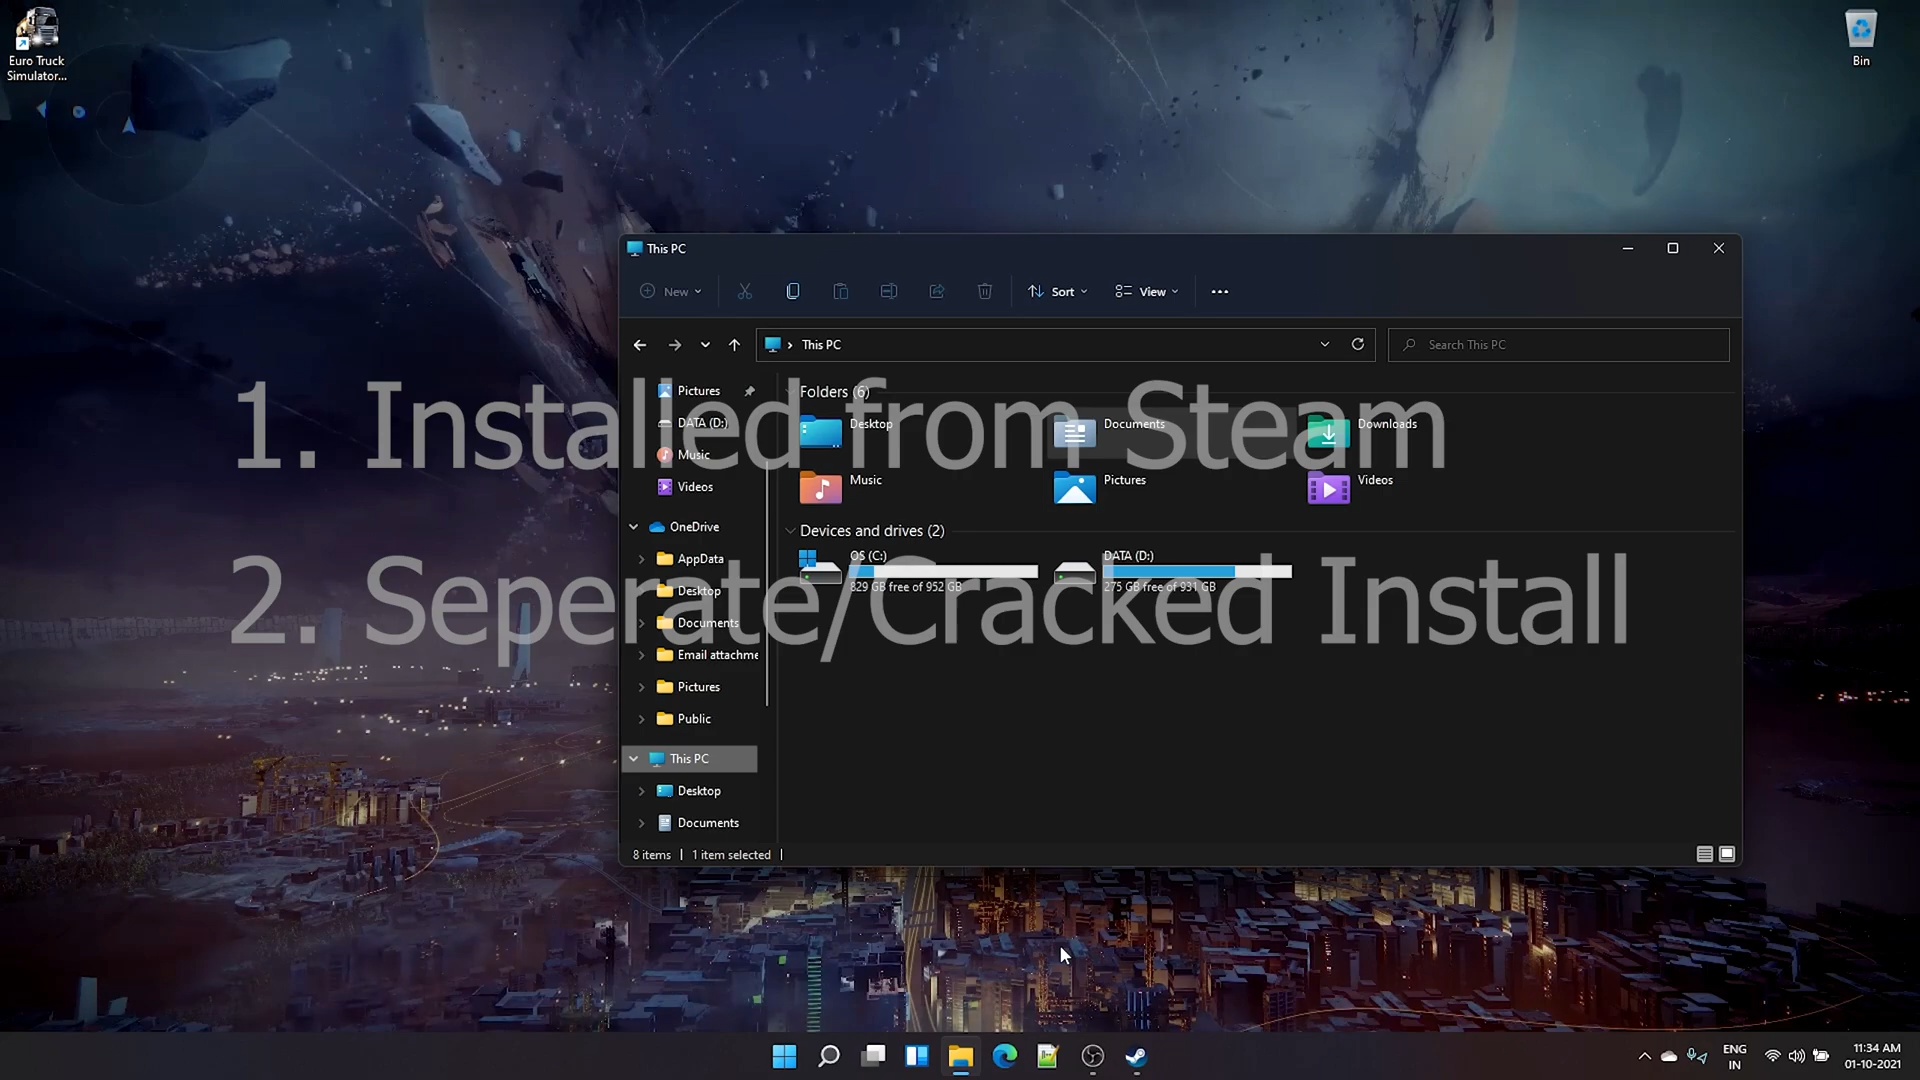 Euro Truck
Simulator...
Bin
This PC
New
Sort
View
This PC
Search This PC
1. Installed from Steam
2. Seperate/Cracked Install
Pictures
DATA (D:)
Music
Videos
OneDrive
AppData
Desktop
Documents
Email attachme
Pictures
Public
This PC
Desktop
Documents
Folders (6)
Desktop
Documents
Downloads
Music
Pictures
Videos
Devices and drives (2)
OS (C:)
829 GB free of 952 GB
DATA (D:)
275 GB free of 931 GB
8 items
1 item selected
ENG
IN
11:34 AM
01-10-2021